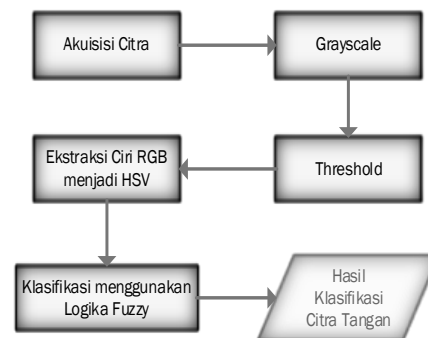 Akuisisi Citra
Grayscale
Threshold
Ekstraksi Ciri RGB
menjadi HSV
Klasifikasi menggunakan
Logika Fuzzy
Hasil
Klasifikasi
Citra Tangan